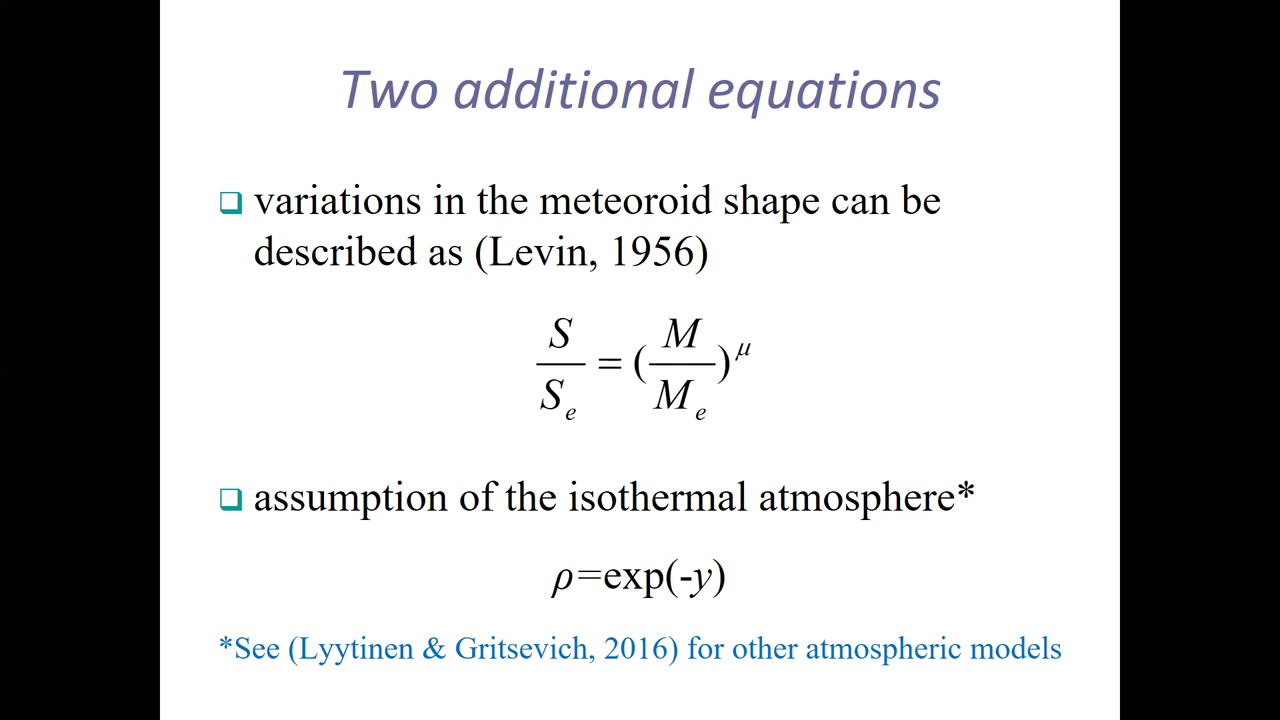 Two additional equations
❑ variations in the meteoroid shape can be
described as (Levin, 1956)
S/S_e = (M/M_e)^μ
❑ assumption of the isothermal atmosphere*
ρ=exp(-y)
*See (Lyytinen & Gritsevich, 2016) for other atmospheric models